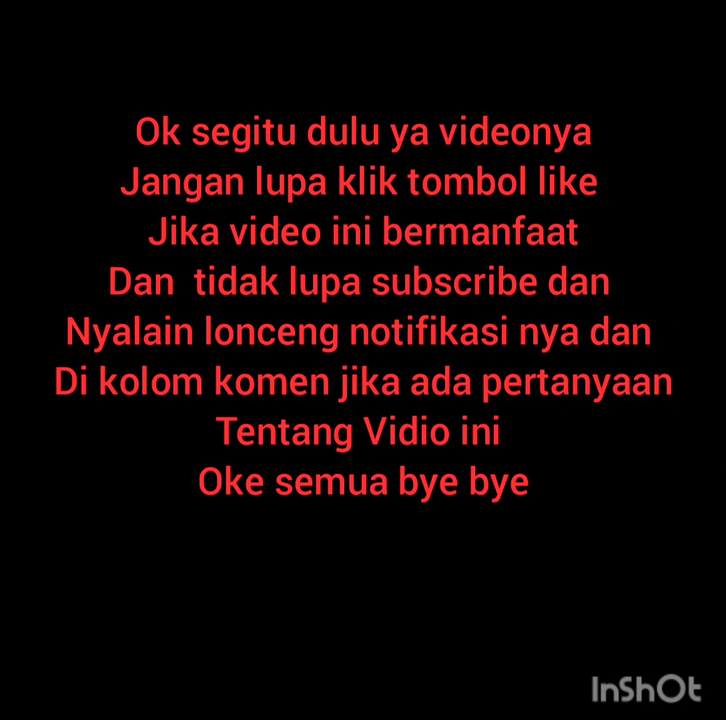 Ok segitu dulu ya videonya
Jangan lupa klik tombol like
Jika video ini bermanfaat
Dan  tidak lupa subscribe dan
Nyalain lonceng notifikasi nya dan
Di kolom komen jika ada pertanyaan
Tentang Vidio ini
Oke semua bye bye
InShOt